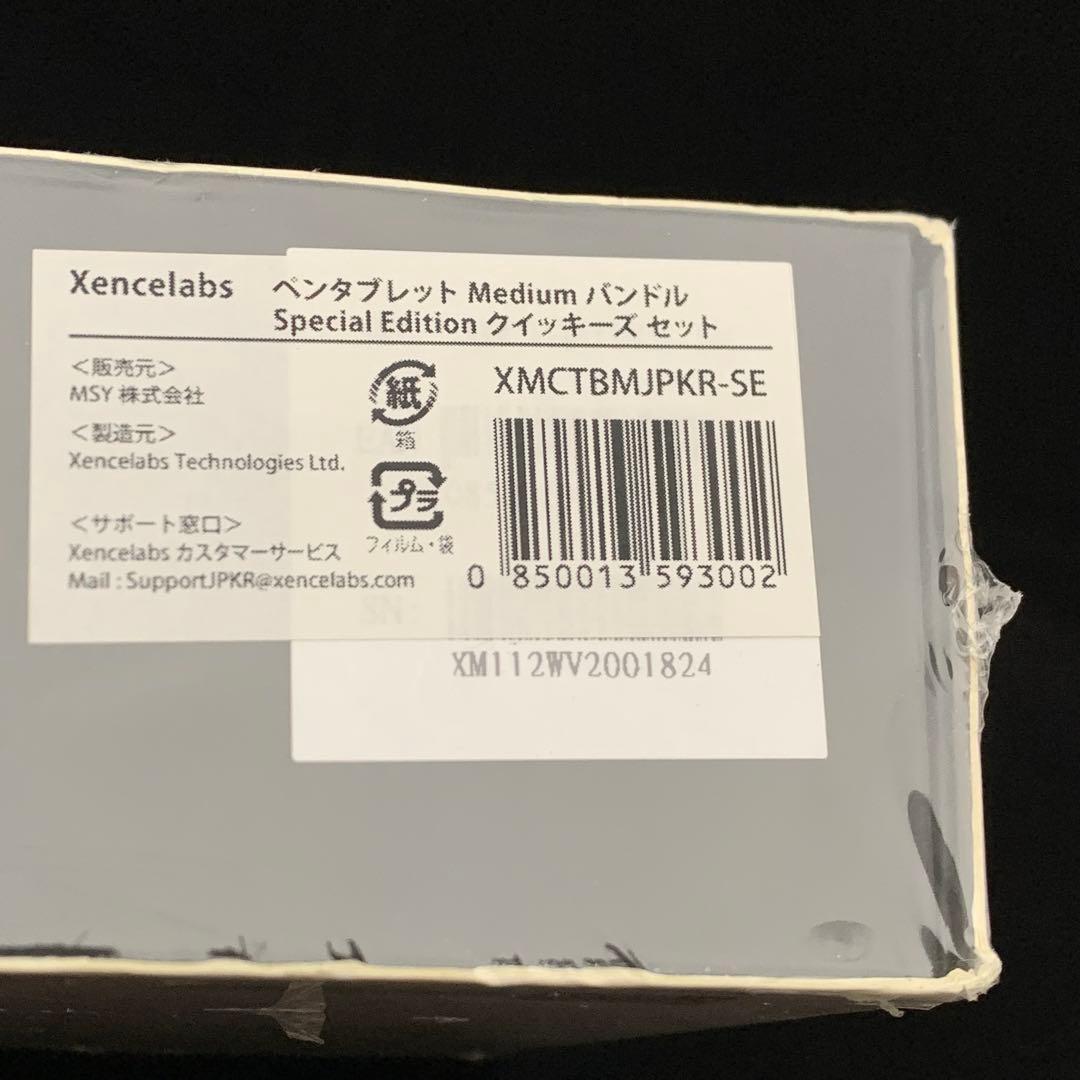 Xencelabs ペンタブレット Medium バンドル
Special Edition クイッキーズ セット
＜販売元＞
MSY 株式会社
＜製造元＞
Xencelabs Technologies Ltd.
＜サポート窓口＞
Xencelabs カスタマーサービス
Mail : SupportJPKR@xencelabs.com
紙
箱
プラ
フィルム・袋
XMCTBMJPKR-SE
0 850013 593002
SN:
XM112WV2001824